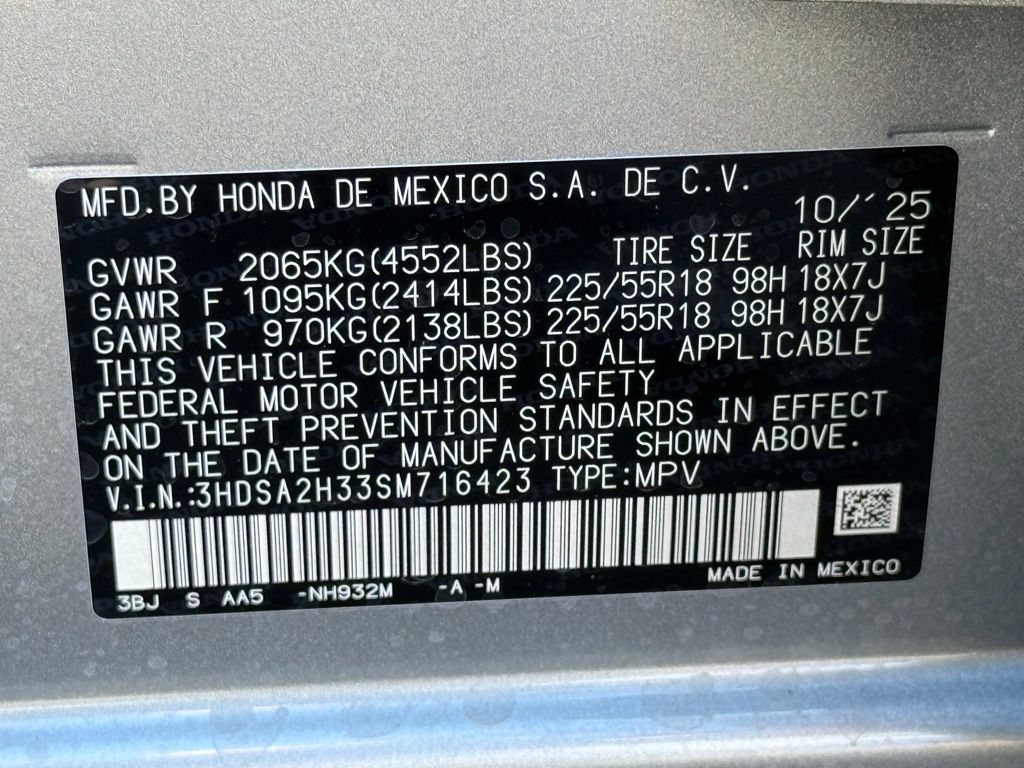 MFD.BY HONDA DE MEXICO S.A. DE C.V.
10/´25
GVWR 2065KG(4552LBS) TIRE SIZE RIM SIZE
GAWR F 1095KG(2414LBS) 225/55R18 98H 18X7J
GAWR R 970KG(2138LBS) 225/55R18 98H 18X7J
THIS VEHICLE CONFORMS TO ALL APPLICABLE
FEDERAL MOTOR VEHICLE SAFETY
AND THEFT PREVENTION STANDARDS IN EFFECT
ON THE DATE OF MANUFACTURE SHOWN ABOVE.
V.I.N.:3HDSA2H33SM716423 TYPE:MPV
3BJ S AA5 -NH932M -A -M
MADE IN MEXICO